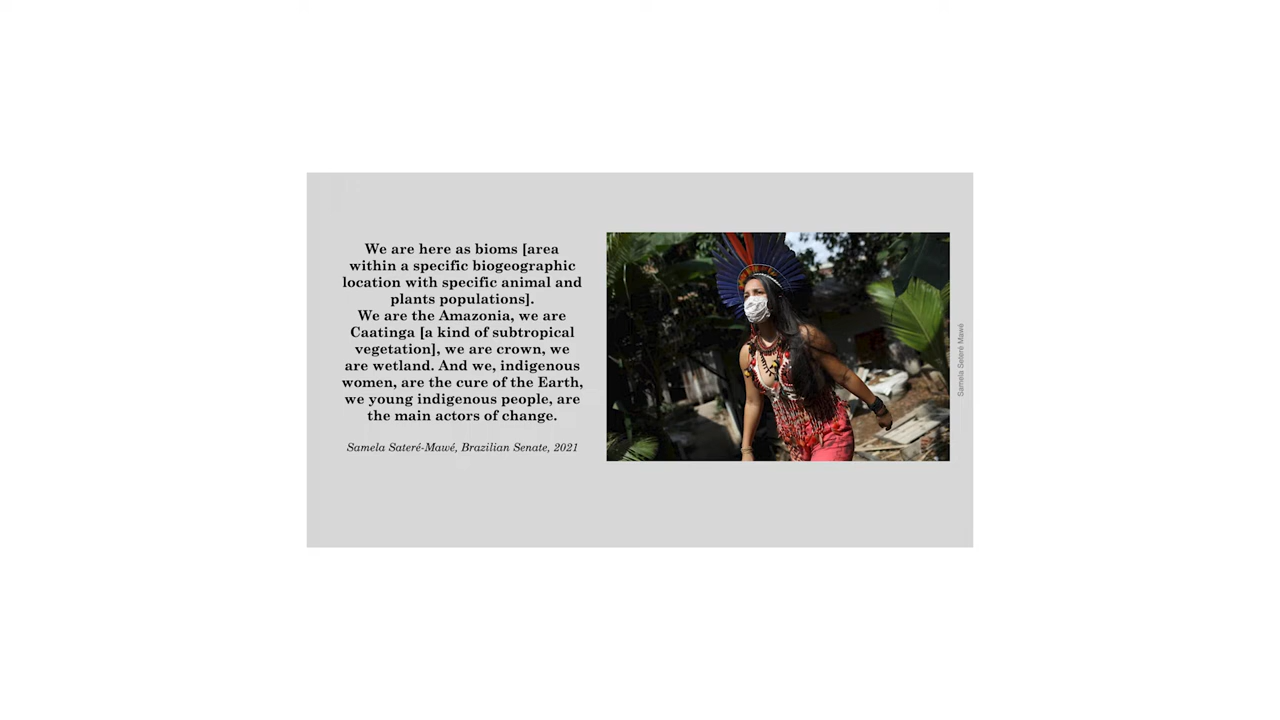 We are here as bioms [area
within a specific biogeographic
location with specific animal and
plants populations].
We are the Amazonia, we are
Caatinga [a kind of subtropical
vegetation], we are crown, we
are wetland. And we, indigenous
women, are the cure of the Earth,
we young indigenous people, are
the main actors of change.
Samela Sateré-Mawé, Brazilian Senate, 2021
Samela Seteré Mawé